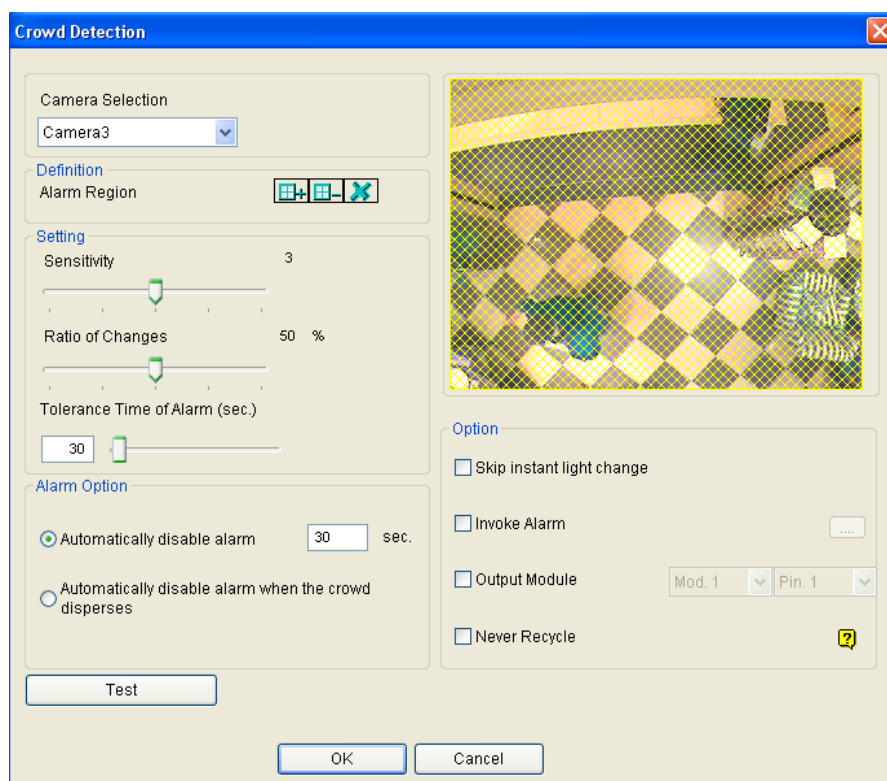 Crowd Detection
Camera Selection
Camera3
Definition
Alarm Region
Setting
Sensitivity 3
Ratio of Changes 50 %
Tolerance Time of Alarm (sec.)
30
Alarm Option
Automatically disable alarm 30 sec.
Automatically disable alarm when the crowd
disperses
Test
Option
Skip instant light change
Invoke Alarm ....
Output Module Mod. 1 Pin. 1
Never Recycle ?
OK Cancel